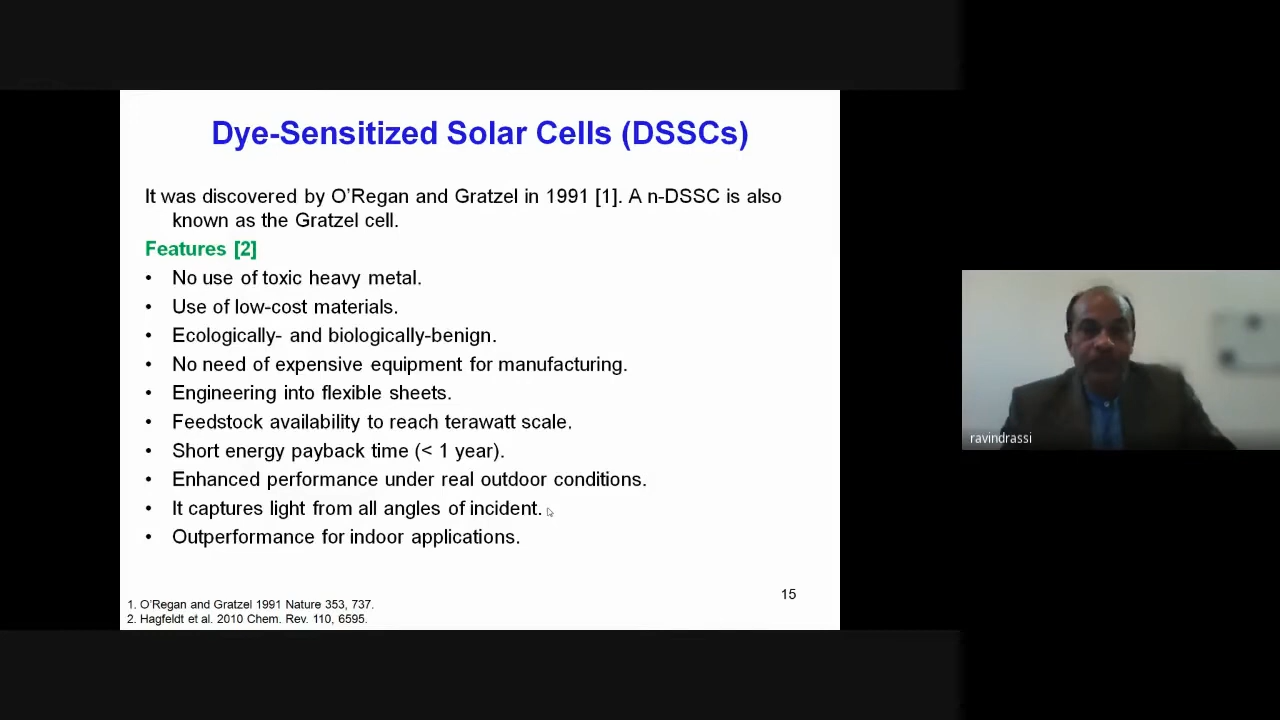 Dye-Sensitized Solar Cells (DSSCs)
It was discovered by O'Regan and Gratzel in 1991 [1]. A n-DSSC is also
known as the Gratzel cell.
Features [2]
• No use of toxic heavy metal.
• Use of low-cost materials.
• Ecologically- and biologically-benign.
• No need of expensive equipment for manufacturing.
• Engineering into flexible sheets.
• Feedstock availability to reach terawatt scale.
• Short energy payback time (< 1 year).
• Enhanced performance under real outdoor conditions.
• It captures light from all angles of incident.
• Outperformance for indoor applications.
15
1. O'Regan and Gratzel 1991 Nature 353, 737.
2. Hagfeldt et al. 2010 Chem. Rev. 110, 6595.
ravindrassi